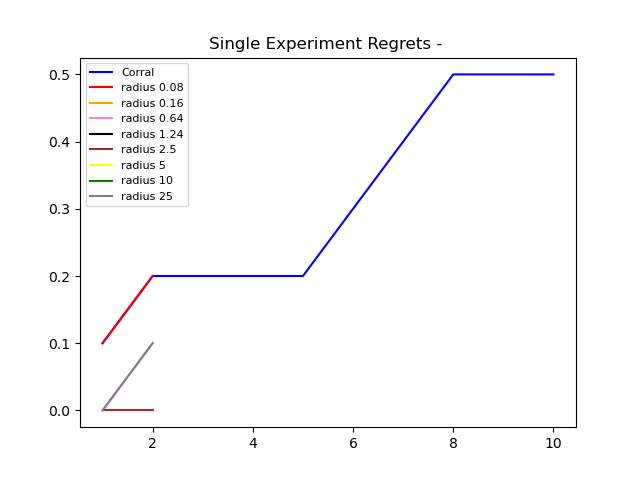 Single Experiment Regrets -
Corral
radius 0.08
radius 0.16
radius 0.64
radius 1.24
radius 2.5
radius 5
radius 10
radius 25
0.5
0.4
0.3
0.2
0.1
0.0
2 4 6 8 10